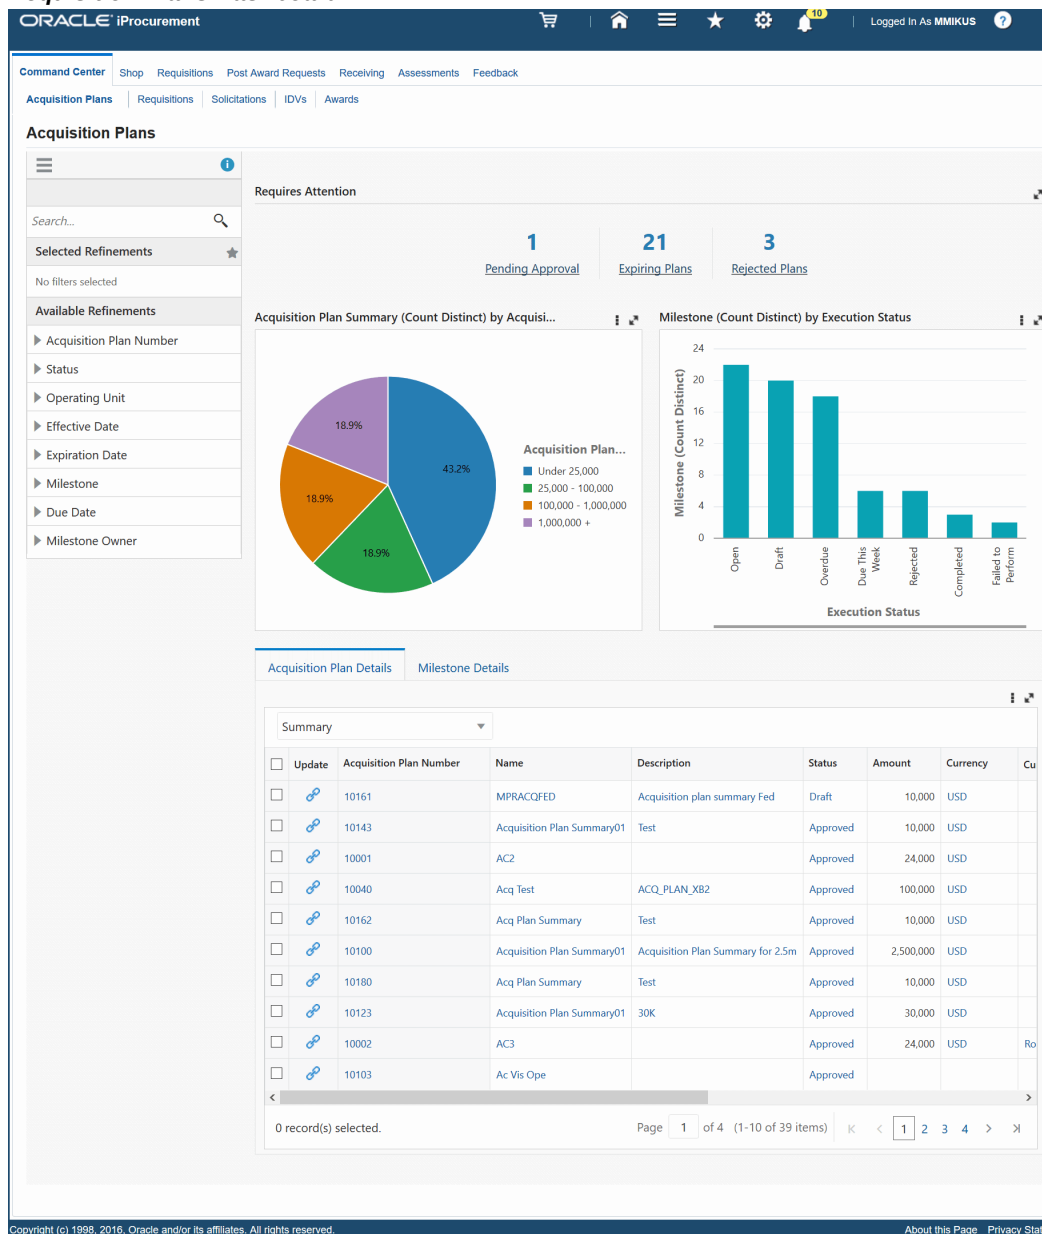 ORACLE iProcurement
10
Logged In As MMIKUS
?
Command Center Shop Requisitions Post Award Requests Receiving Assessments Feedback
Acquisition Plans Requisitions Solicitations IDVs Awards
Acquisition Plans
Search...
Selected Refinements
No filters selected
Available Refinements
Acquisition Plan Number
Status
Operating Unit
Effective Date
Expiration Date
Milestone
Due Date
Milestone Owner
Requires Attention
1 21 3
Pending Approval Expiring Plans Rejected Plans
Acquisition Plan Summary (Count Distinct) by Acquisi...
18.9%
43.2%
18.9%
18.9%
Acquisition Plan...
Under 25,000
25,000 - 100,000
100,000 - 1,000,000
1,000,000 +
Milestone (Count Distinct) by Execution Status
Milestone (Count Distinct)
24
20
16
12
8
4
0
Open
Draft
Overdue
Due This Week
Rejected
Completed
Failed to Perform
Execution Status
Acquisition Plan Details Milestone Details
Summary
Update Acquisition Plan Number Name Description Status Amount Currency Cu
10161 MPRACQFED Acquisition plan summary Fed Draft 10,000 USD
10143 Acquisition Plan Summary01 Test Approved 10,000 USD
10001 AC2 Approved 24,000 USD
10040 Acq Test ACQ_PLAN_XB2 Approved 100,000 USD
10162 Acq Plan Summary Test Approved 10,000 USD
10100 Acquisition Plan Summary01 Acquisition Plan Summary for 2.5m Approved 2,500,000 USD
10180 Acq Plan Summary Test Approved 10,000 USD
10123 Acquisition Plan Summary01 30K Approved 30,000 USD
10002 AC3 Approved 24,000 USD Ro
10103 Ac Vis Ope Approved
0 record(s) selected. Page 1 of 4 (1-10 of 39 items) 1 2 3 4
Copyright (c) 1998, 2016, Oracle and/or its affiliates. All rights reserved. About this Page Privacy Stat